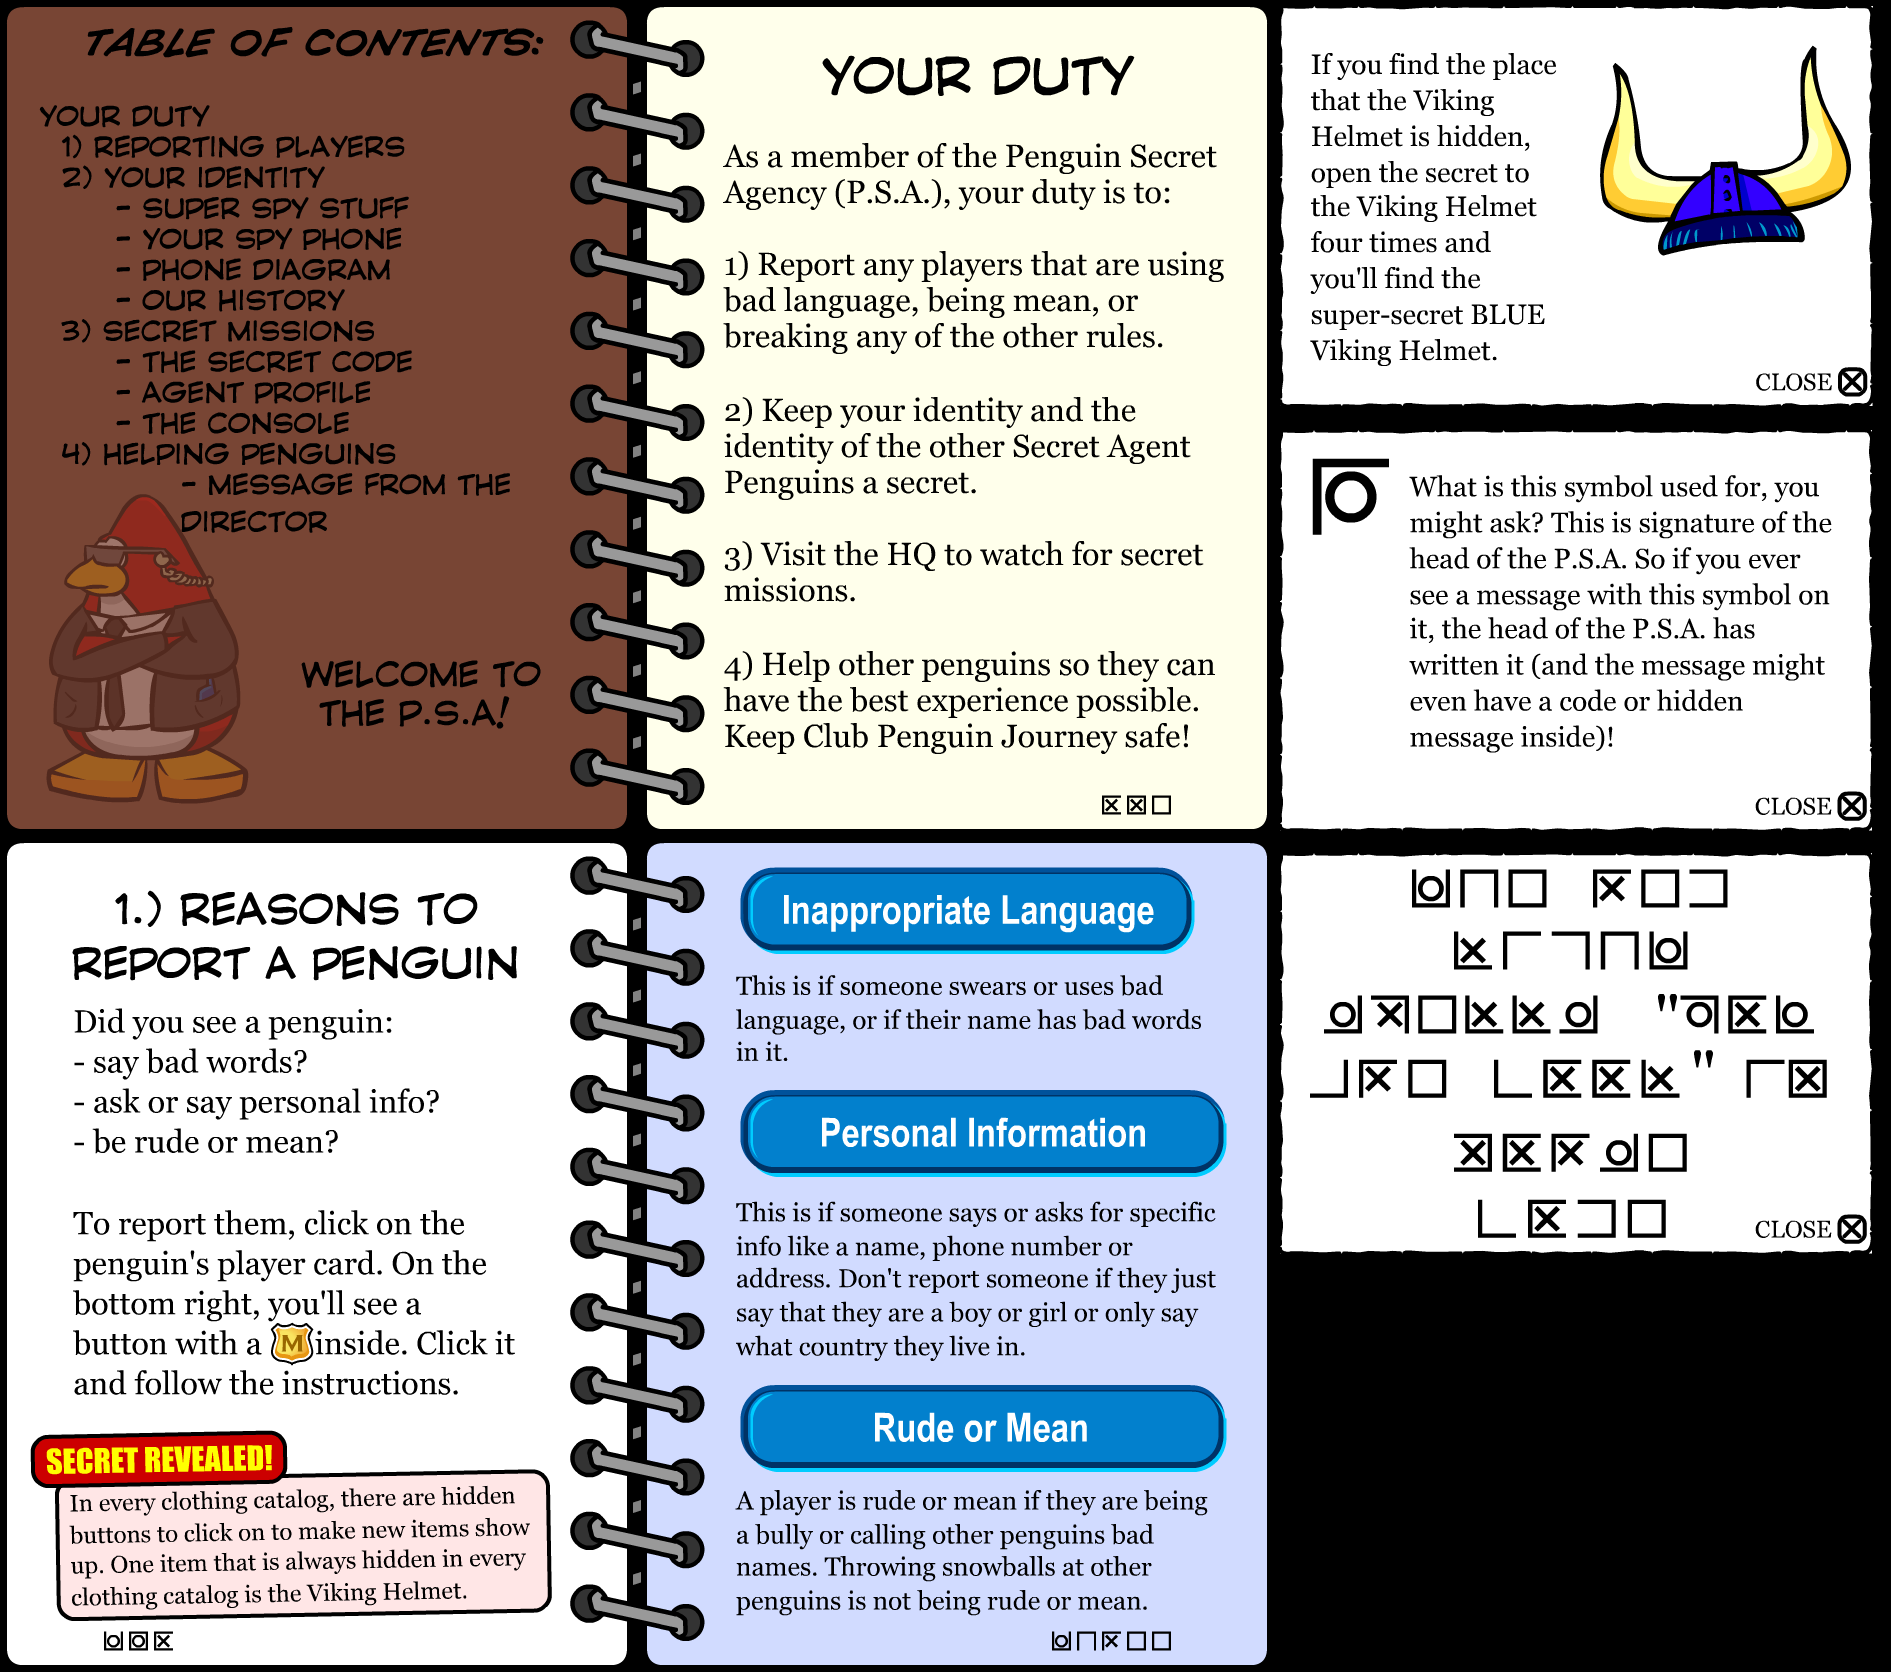 TABLE OF CONTENTS:
YOUR DUTY
1) REPORTING PLAYERS
2) YOUR IDENTITY
- SUPER SPY STUFF
- YOUR SPY PHONE
- PHONE DIAGRAM
- OUR HISTORY
3) SECRET MISSIONS
- THE SECRET CODE
- AGENT PROFILE
- THE CONSOLE
4) HELPING PENGUINS
- MESSAGE FROM THE
DIRECTOR
WELCOME TO
THE P.S.A!
YOUR DUTY
As a member of the Penguin Secret
Agency (P.S.A.), your duty is to:
1) Report any players that are using
bad language, being mean, or
breaking any of the other rules.
2) Keep your identity and the
identity of the other Secret Agent
Penguins a secret.
3) Visit the HQ to watch for secret
missions.
4) Help other penguins so they can
have the best experience possible.
Keep Club Penguin Journey safe!
If you find the place
that the Viking
Helmet is hidden,
open the secret to
the Viking Helmet
four times and
you'll find the
super-secret BLUE
Viking Helmet.
CLOSE
What is this symbol used for, you
might ask? This is signature of the
head of the P.S.A. So if you ever
see a message with this symbol on
it, the head of the P.S.A. has
written it (and the message might
even have a code or hidden
message inside)!
CLOSE
1.) REASONS TO
REPORT A PENGUIN
Did you see a penguin:
- say bad words?
- ask or say personal info?
- be rude or mean?
To report them, click on the
penguin's player card. On the
bottom right, you'll see a
button with a M inside. Click it
and follow the instructions.
SECRET REVEALED!
In every clothing catalog, there are hidden
buttons to click on to make new items show
up. One item that is always hidden in every
clothing catalog is the Viking Helmet.
Inappropriate Language
This is if someone swears or uses bad
language, or if their name has bad words
in it.
Personal Information
This is if someone says or asks for specific
info like a name, phone number or
address. Don't report someone if they just
say that they are a boy or girl or only say
what country they live in.
Rude or Mean
A player is rude or mean if they are being
a bully or calling other penguins bad
names. Throwing snowballs at other
penguins is not being rude or mean.
CLOSE